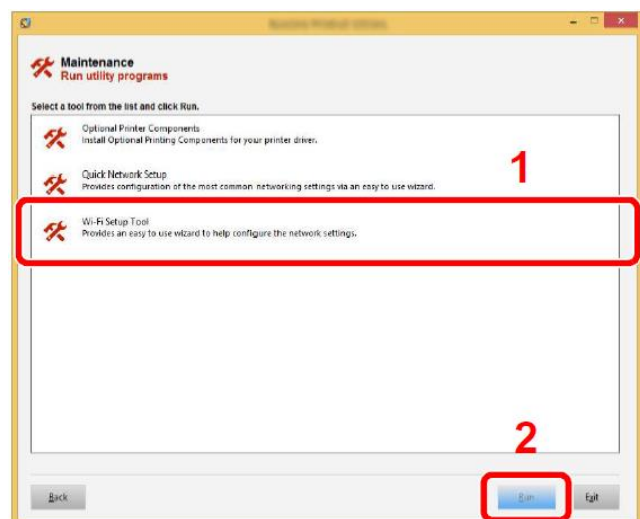 Maintenance
Run utility programs
Select a tool from the list and click Run.
Optional Printer Components
Install Optional Printing Components for your printer driver.
1
Quick Network Setup
Provides configuration of the most common networking settings via an easy to use wizard.
Wi-Fi Setup Tool
Provides an easy to use wizard to help configure the network settings.
2
Back
Run
Exit